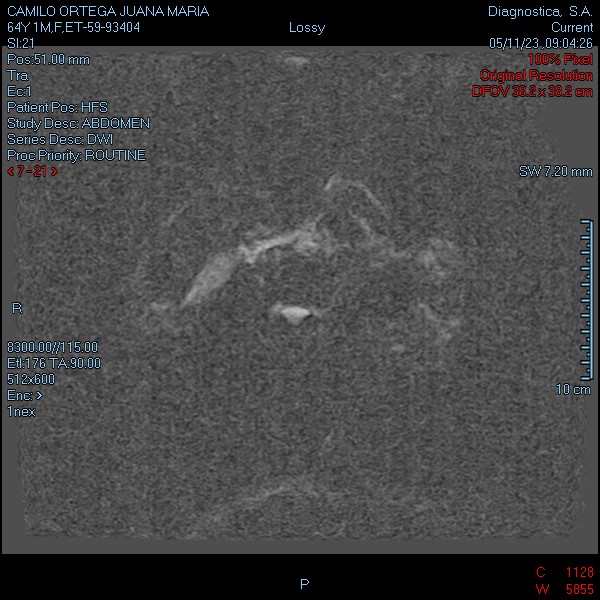 CAMILO ORTEGA JUANA MARIA
64Y 1M,F,ET-59-93404
Sl:21
Pos:51.00 mm
Tra
Ec:1
Patient Pos: HFS
Study Desc: ABDOMEN
Series Desc: DWI
Proc Priority: ROUTINE
< 7 - 21 >
Lossy
Diagnostica, S.A.
Current
05/11/23 ,09:04:26
100% Pixel
Original Resolution
DFOV 38.2 x 38.2 cm
SW 7.20 mm
R
8300.00//115.00
Etl:176 TA:90.00
512x600
Enc: >
1nex
10 cm
P
C 1128
W 5855